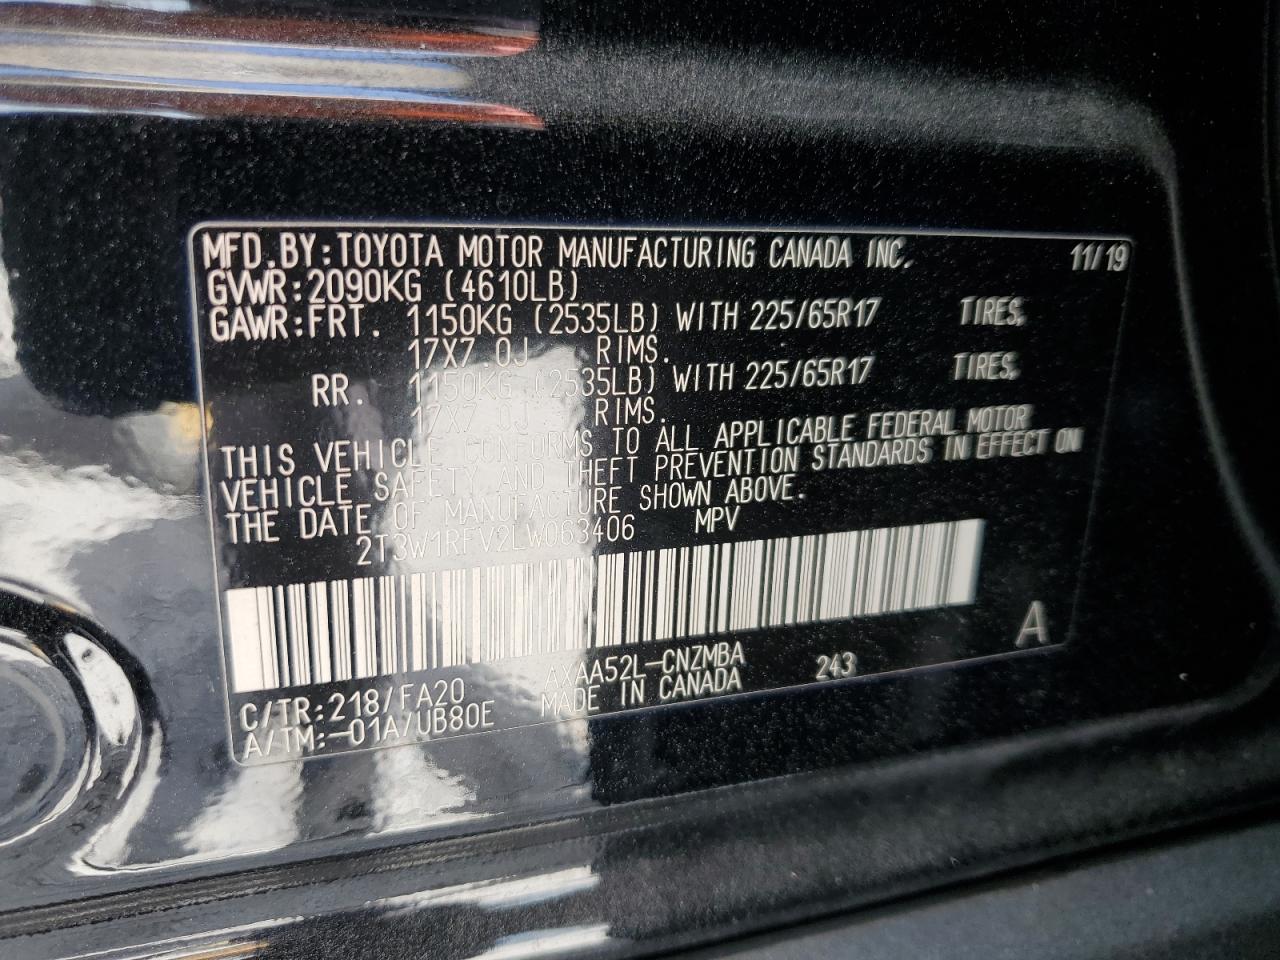 MFD.BY:TOYOTA MOTOR MANUFACTURING CANADA INC. 11/19
GVWR:2090KG (4610LB)
GAWR:FRT. 1150KG (2535LB) WITH 225/65R17 TIRES,
17X7.0J RIMS.
RR. 1150KG (2535LB) WITH 225/65R17 TIRES,
17X7.0J RIMS.
THIS VEHICLE CONFORMS TO ALL APPLICABLE FEDERAL MOTOR
VEHICLE SAFETY AND THEFT PREVENTION STANDARDS IN EFFECT ON
THE DATE OF MANUFACTURE SHOWN ABOVE.
2T3W1RFV2LW063406 MPV
A
C/TR:218/FA20 AXAA52L-CNZMBA 243
A/TM:-01A/UB80E MADE IN CANADA